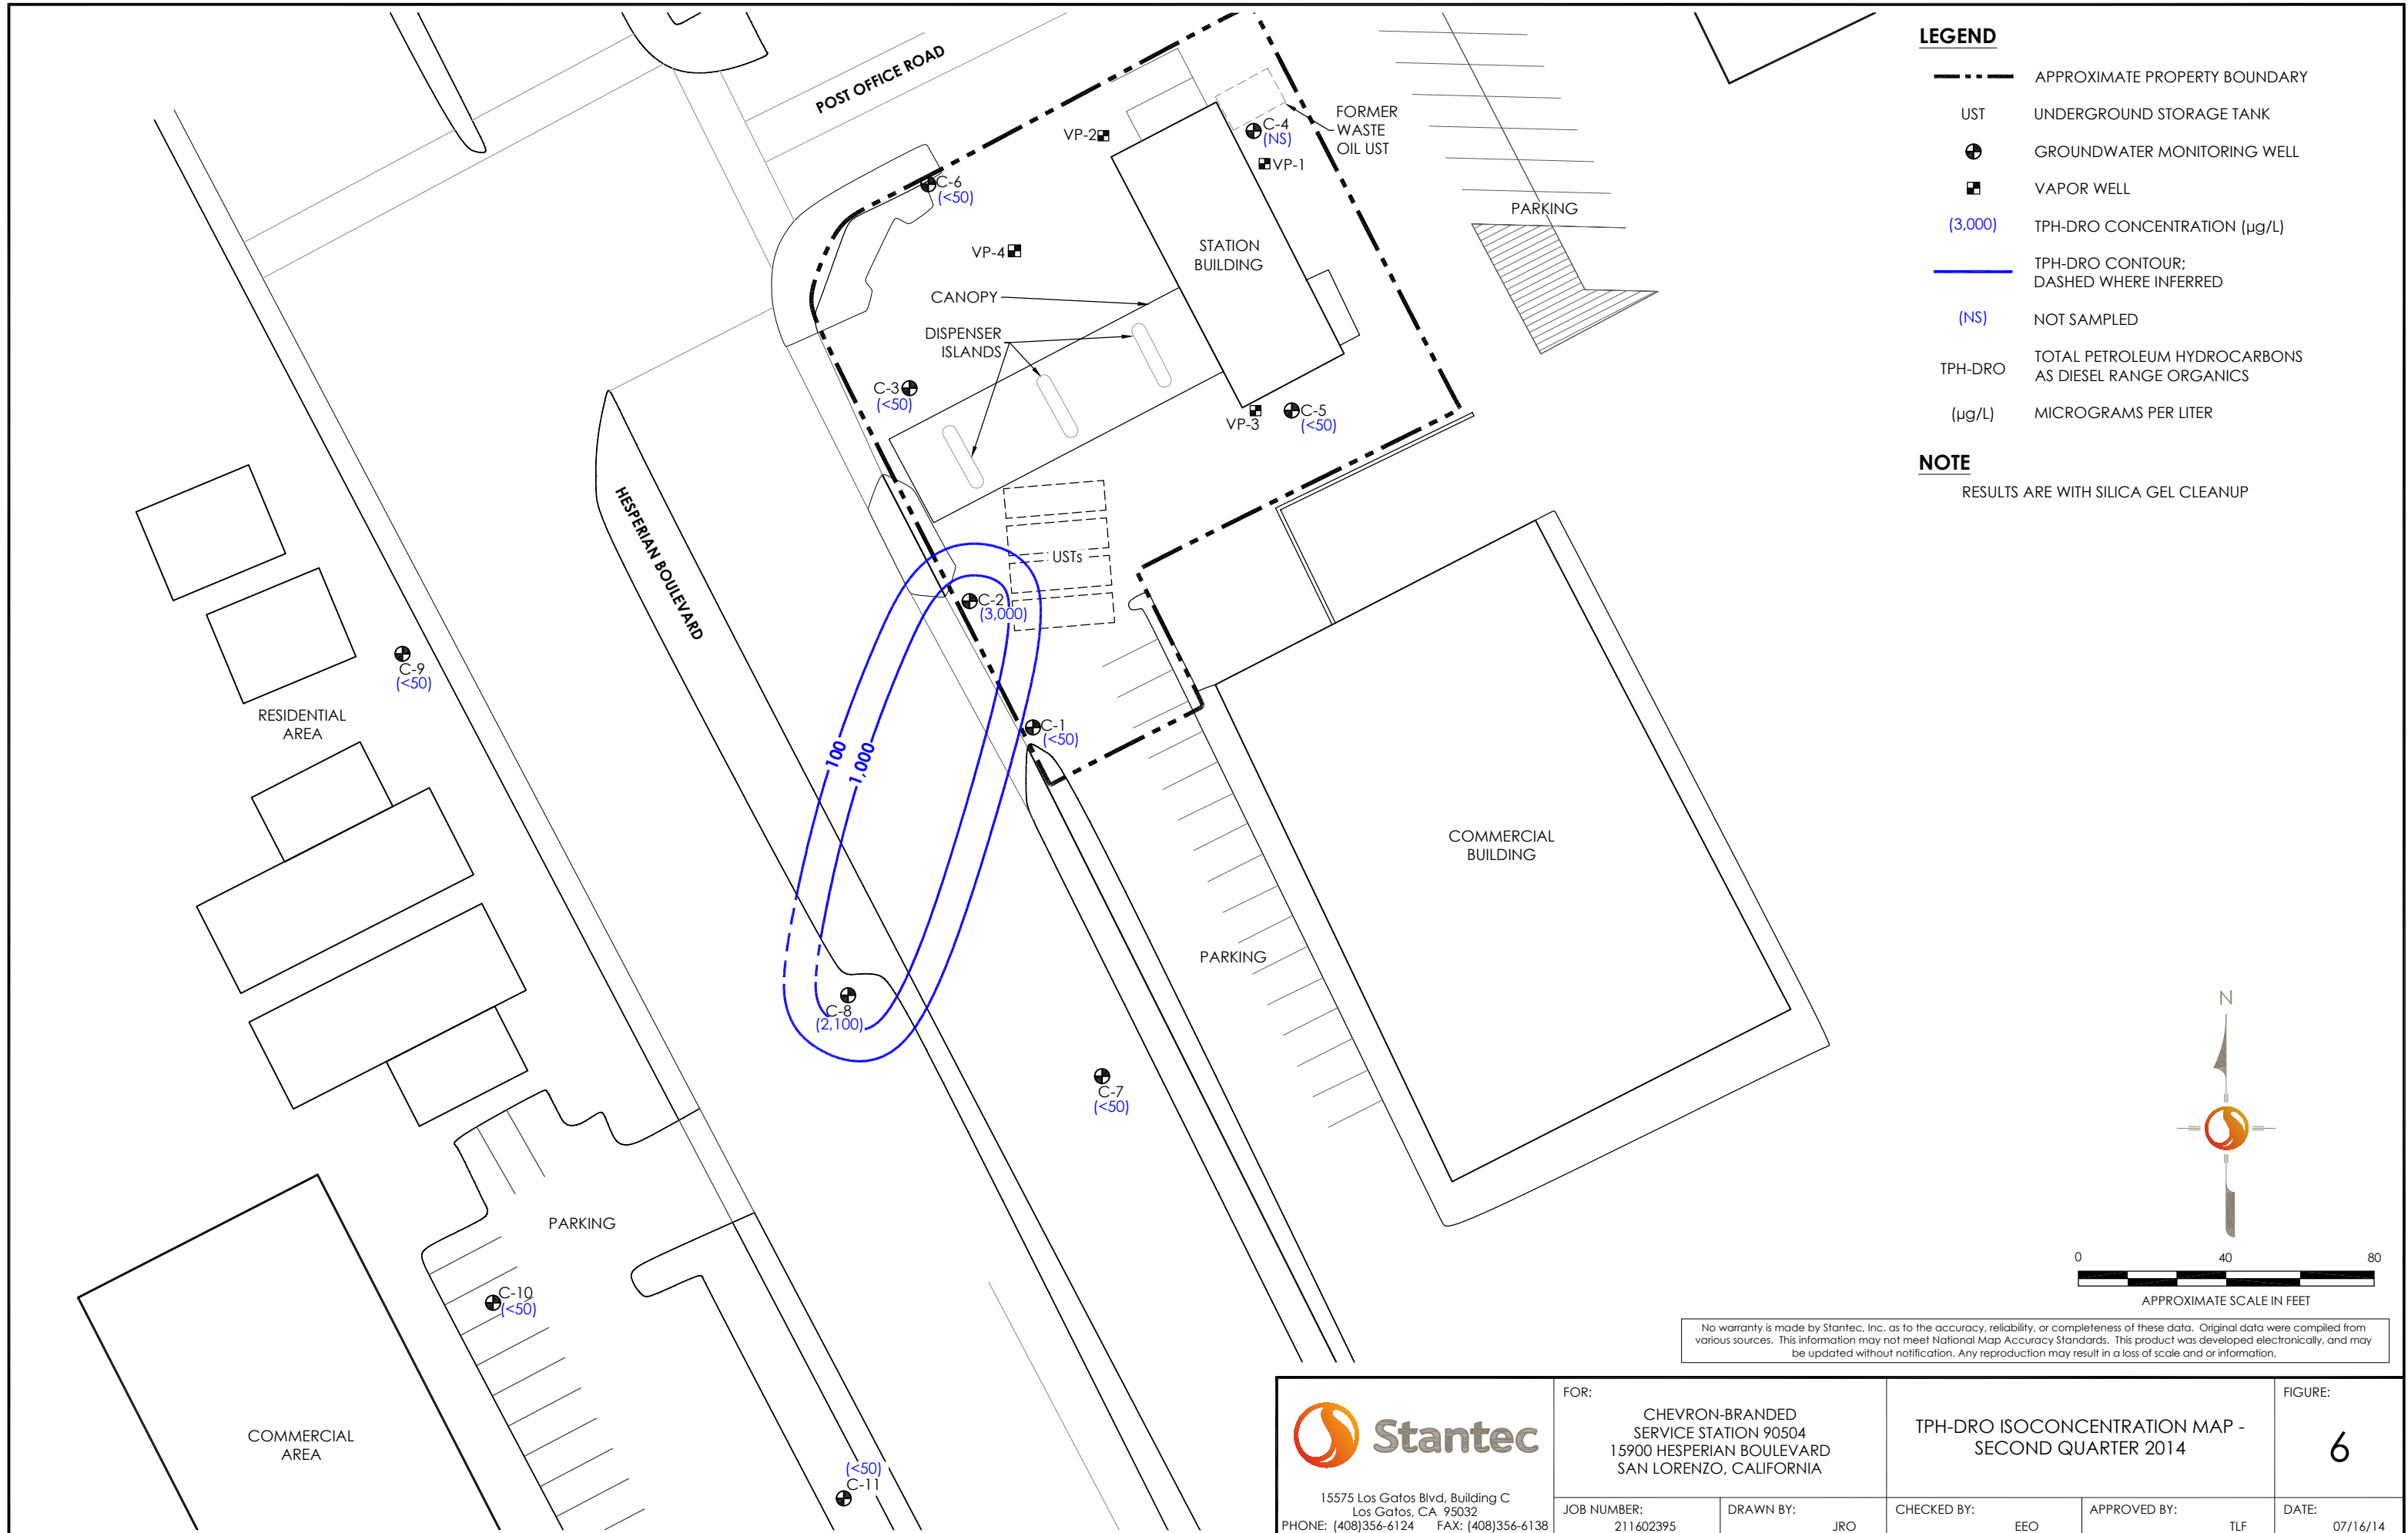 POST OFFICE ROAD
VP-2
C-4
(NS)
FORMER
WASTE
OIL UST
VP-1
C-6
(<50)
PARKING
VP-4
STATION
BUILDING
CANOPY
DISPENSER
ISLANDS
C-3
(<50)
VP-3
C-5
(<50)
HESPERIAN BOULEVARD
USTs
C-2
(3,000)
C-9
(<50)
RESIDENTIAL
AREA
C-1
(<50)
100
1,000
COMMERCIAL
BUILDING
PARKING
C-8
(2,100)
C-7
(<50)
PARKING
C-10
(<50)
COMMERCIAL
AREA
(<50)
C-11
LEGEND
APPROXIMATE PROPERTY BOUNDARY
UST UNDERGROUND STORAGE TANK
GROUNDWATER MONITORING WELL
VAPOR WELL
(3,000) TPH-DRO CONCENTRATION (µg/L)
TPH-DRO CONTOUR;
DASHED WHERE INFERRED
(NS) NOT SAMPLED
TPH-DRO TOTAL PETROLEUM HYDROCARBONS
AS DIESEL RANGE ORGANICS
(µg/L) MICROGRAMS PER LITER
NOTE
RESULTS ARE WITH SILICA GEL CLEANUP
N
0 40 80
APPROXIMATE SCALE IN FEET
No warranty is made by Stantec, Inc. as to the accuracy, reliability, or completeness of these data. Original data were compiled from
various sources. This information may not meet National Map Accuracy Standards. This product was developed electronically, and may
be updated without notification. Any reproduction may result in a loss of scale and or information.
Stantec
15575 Los Gatos Blvd, Building C
Los Gatos, CA 95032
PHONE: (408)356-6124 FAX: (408)356-6138
FOR:
CHEVRON-BRANDED
SERVICE STATION 90504
15900 HESPERIAN BOULEVARD
SAN LORENZO, CALIFORNIA
TPH-DRO ISOCONCENTRATION MAP -
SECOND QUARTER 2014
FIGURE:
6
JOB NUMBER:
211602395
DRAWN BY:
JRO
CHECKED BY:
EEO
APPROVED BY:
TLF
DATE:
07/16/14